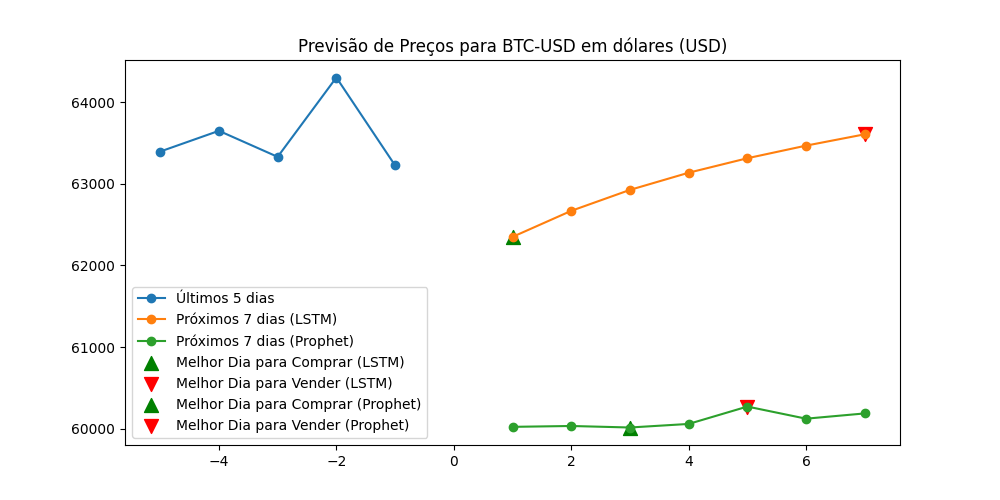 Previsão de Preços para BTC-USD em dólares (USD)
64000
63000
62000
61000
60000
Últimos 5 dias
Próximos 7 dias (LSTM)
Próximos 7 dias (Prophet)
Melhor Dia para Comprar (LSTM)
Melhor Dia para Vender (LSTM)
Melhor Dia para Comprar (Prophet)
Melhor Dia para Vender (Prophet)
−4 −2 0 2 4 6